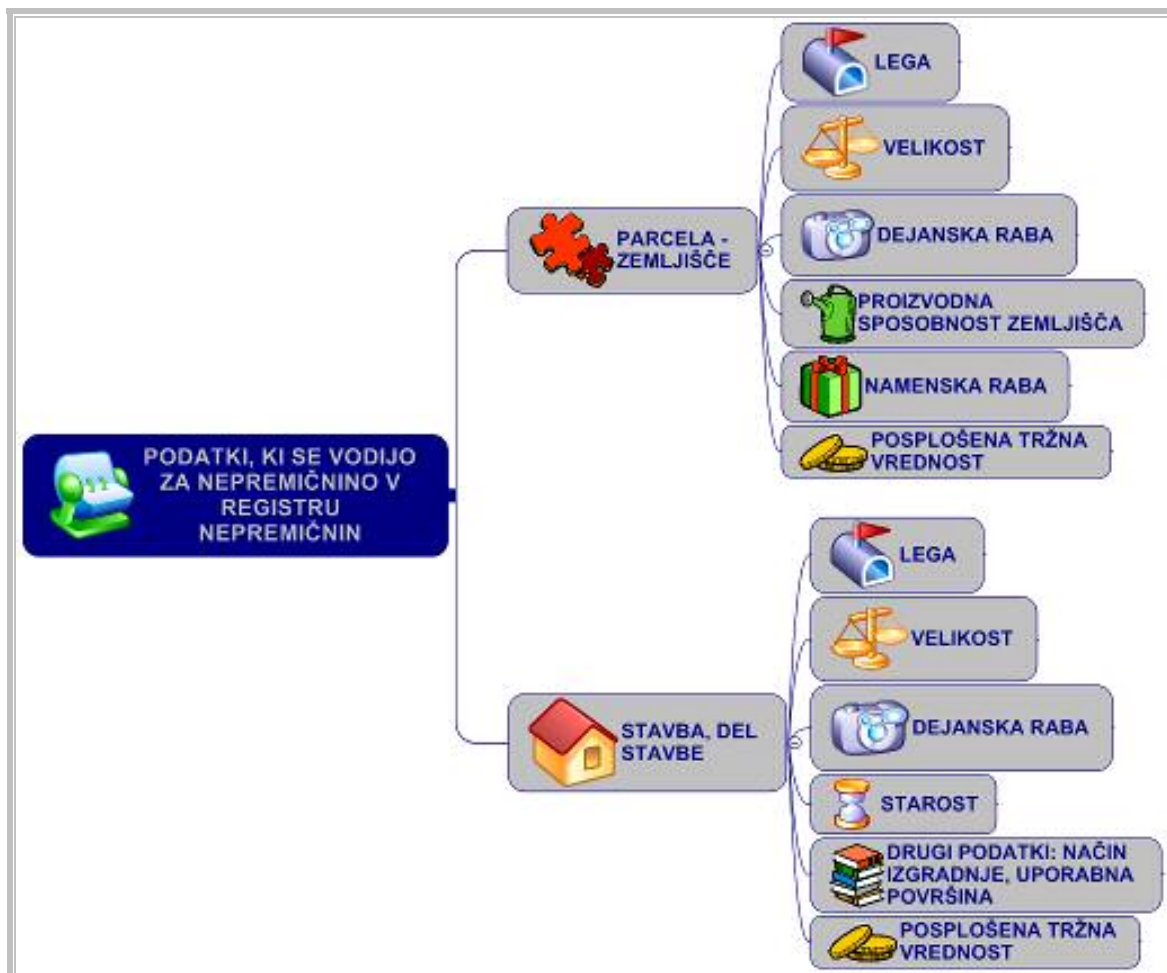 PODATKI, KI SE VODIJO
ZA NEPREMIČNINO V
REGISTRU
NEPREMIČNIN
PARCELA -
ZEMLJIŠČE
LEGA
VELIKOST
DEJANSKA RABA
PROIZVODNA
SPOSOBNOST ZEMLJIŠČA
NAMENSKA RABA
POSPLOŠENA TRŽNA
VREDNOST
STAVBA, DEL
STAVBE
LEGA
VELIKOST
DEJANSKA RABA
STAROST
DRUGI PODATKI: NAČIN
IZGRADNJE, UPORABNA
POVRŠINA
POSPLOŠENA TRŽNA
VREDNOST